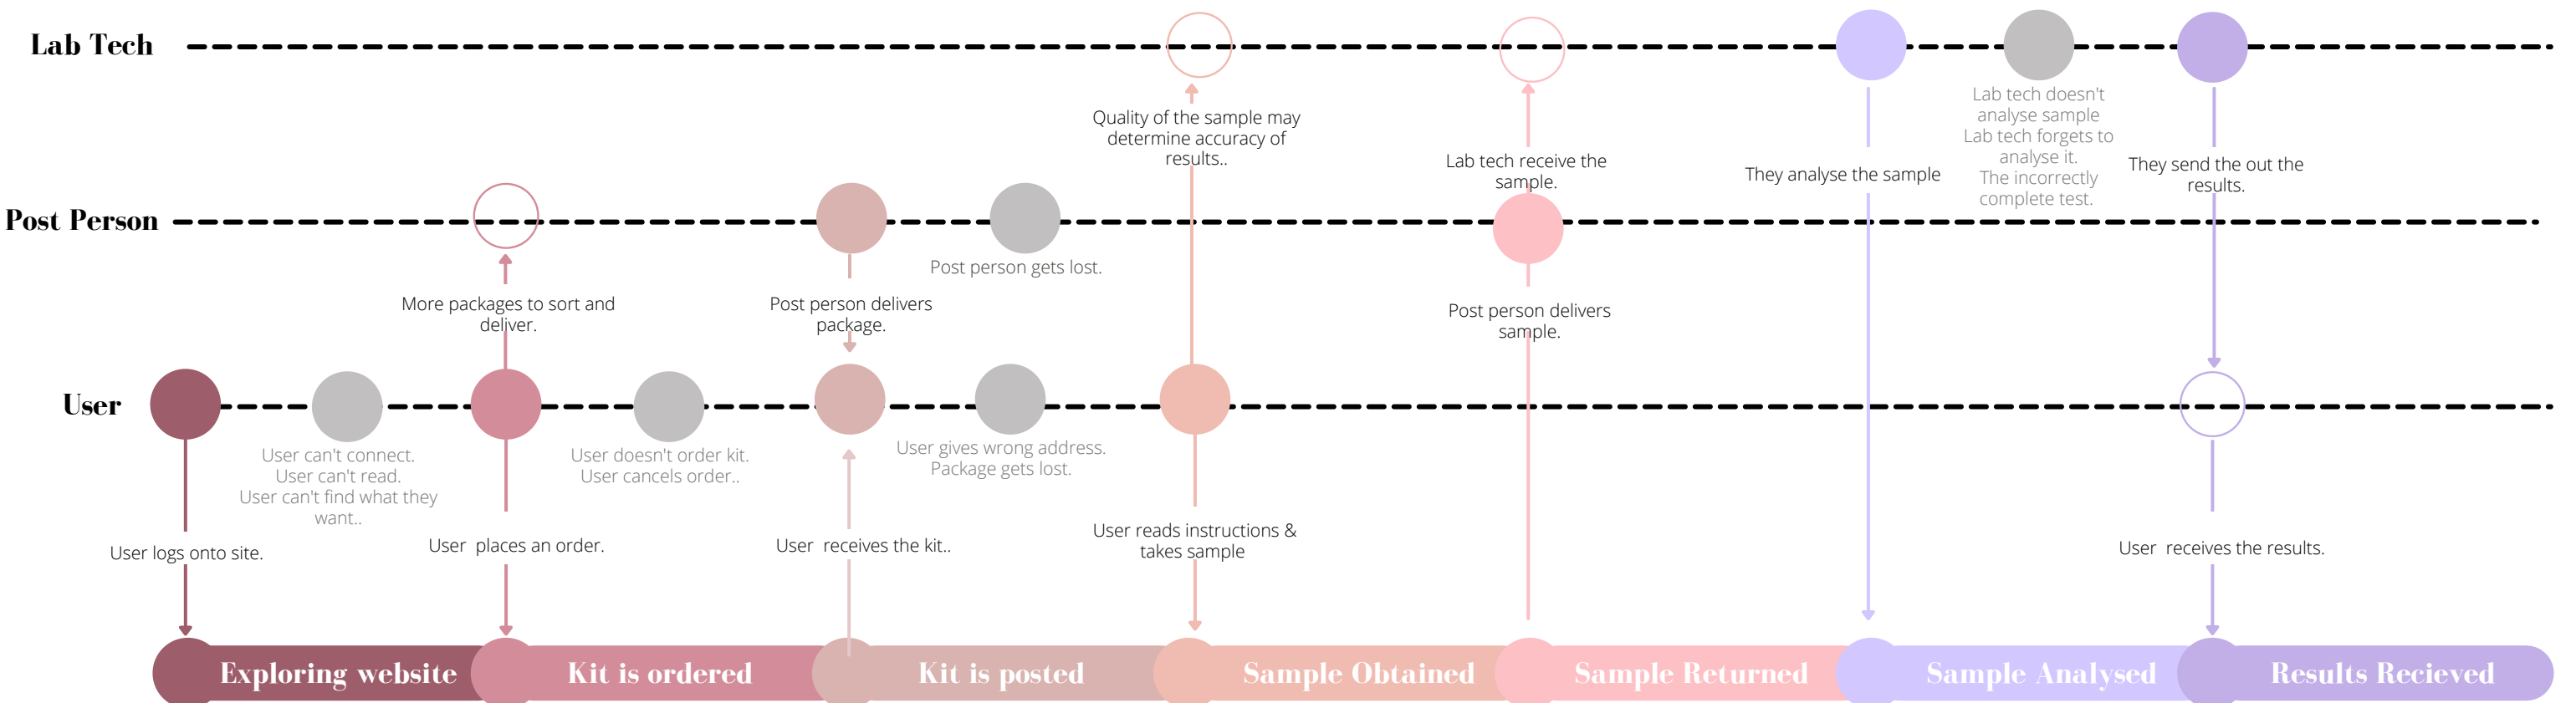 Lab Tech
Quality of the sample may
determine accuracy of
results..
Lab tech receive the
sample.
They analyse the sample
Lab tech doesn't
analyse sample
Lab tech forgets to
analyse it.
The incorrectly
complete test.
They send the out the
results.
Post Person
More packages to sort and
deliver.
Post person delivers
package.
Post person gets lost.
Post person delivers
sample.
User
User can't connect.
User can't read.
User can't find what they
want..
User doesn't order kit.
User cancels order..
User gives wrong address.
Package gets lost.
User logs onto site.
User  places an order.
User  receives the kit..
User reads instructions &
takes sample
User  receives the results.
Exploring website
Kit is ordered
Kit is posted
Sample Obtained
Sample Returned
Sample Analysed
Results Recieved